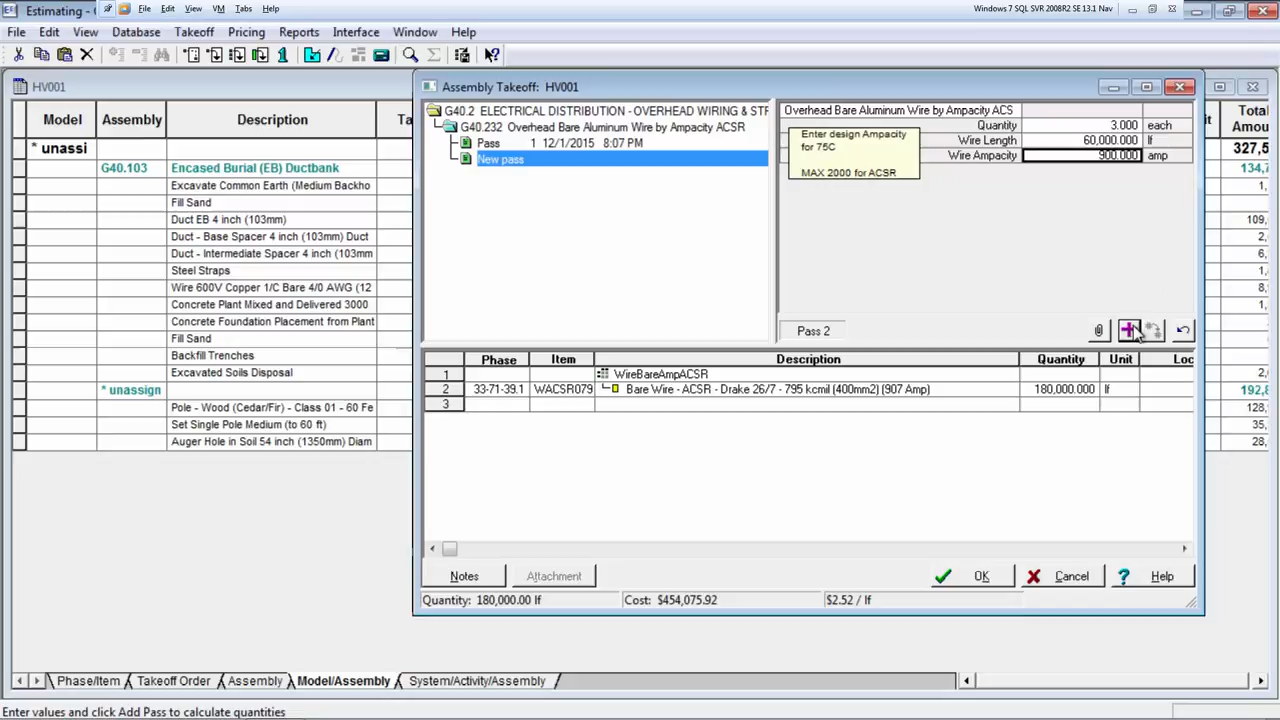 Estimating - C
File Edit View VM Tabs Help
Windows 7 SQL SVR 2008R2 SE 13.1 Nav
File Edit View Database Takeoff Pricing Reports Interface Window Help
HV001
Model Assembly Description Ta
Total
Amou
* unassi
327,5
G40.103 Encased Burial (EB) Ductbank
134,7
Excavate Common Earth (Medium Backho
1,
Fill Sand
Duct EB 4 inch (103mm)
109,
Duct - Base Spacer 4 inch (103mm) Duct
2,
Duct - Intermediate Spacer 4 inch (103mm
6,
Steel Straps
Wire 600V Copper 1/C Bare 4/0 AWG (12
8,
Concrete Plant Mixed and Delivered 3000
1,
Concrete Foundation Placement from Plant
Fill Sand
Backfill Trenches
Excavated Soils Disposal
2,
* unassign
192,8
Pole - Wood (Cedar/Fir) - Class 01 - 60 Fe
128,
Set Single Pole Medium (to 60 ft)
35,
Auger Hole in Soil 54 inch (1350mm) Diam
28,
Assembly Takeoff: HV001
G40.2 ELECTRICAL DISTRIBUTION - OVERHEAD WIRING & STF
G40.232 Overhead Bare Aluminum Wire by Ampacity ACSR
Pass 1 12/1/2015 8:07 PM
New pass
Overhead Bare Aluminum Wire by Ampacity ACS
Quantity 3.000 each
Wire Length 60,000.000 lf
Wire Ampacity 900.000 amp
Enter design Ampacity
for 75C
MAX 2000 for ACSR
Pass 2
Phase Item Description Quantity Unit Loc
1 WireBareAmpACSR
2 33-71-39.1 WACSR079 Bare Wire - ACSR - Drake 26/7 - 795 kcmil (400mm2) (907 Amp) 180,000.000 lf
3
Notes Attachment OK Cancel Help
Quantity: 180,000.00 lf Cost: $454,075.92 $2.52 / lf
Phase/Item Takeoff Order Assembly Model/Assembly System/Activity/Assembly
Enter values and click Add Pass to calculate quantities